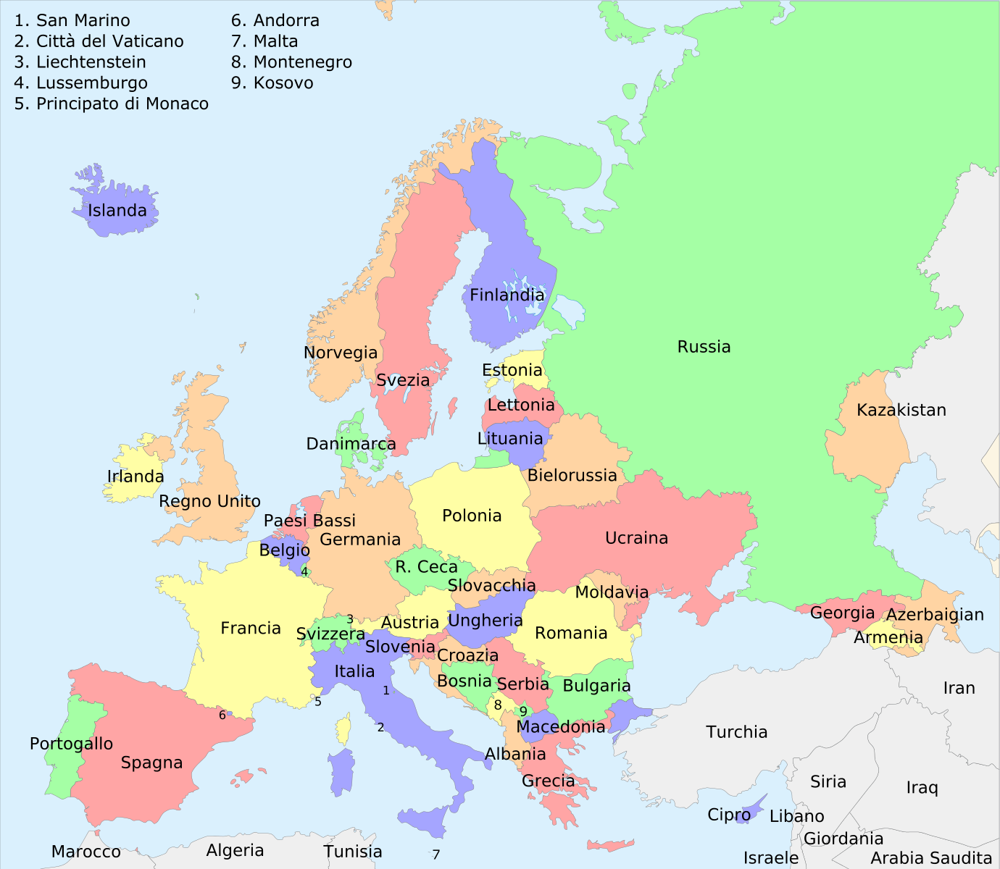 1. San Marino
2. Città del Vaticano
3. Liechtenstein
4. Lussemburgo
5. Principato di Monaco
6. Andorra
7. Malta
8. Montenegro
9. Kosovo
Islanda
Finlandia
Russia
Norvegia
Svezia
Estonia
Lettonia
Kazakistan
Lituania
Danimarca
Irlanda
Bielorussia
Regno Unito
Polonia
Paesi Bassi
Germania
Ucraina
Belgio
R. Ceca
4
Slovacchia
Moldavia
Georgia
Azerbaigian
3
Austria
Ungheria
Francia
Svizzera
Romania
Armenia
Slovenia
Croazia
Italia
Bosnia
Serbia
Bulgaria
Iran
1
5
8
9
6
2
Macedonia
Turchia
Portogallo
Spagna
Albania
Grecia
Siria
Iraq
Cipro
Libano
Giordania
Marocco
Algeria
Tunisia
7
Israele
Arabia Saudita